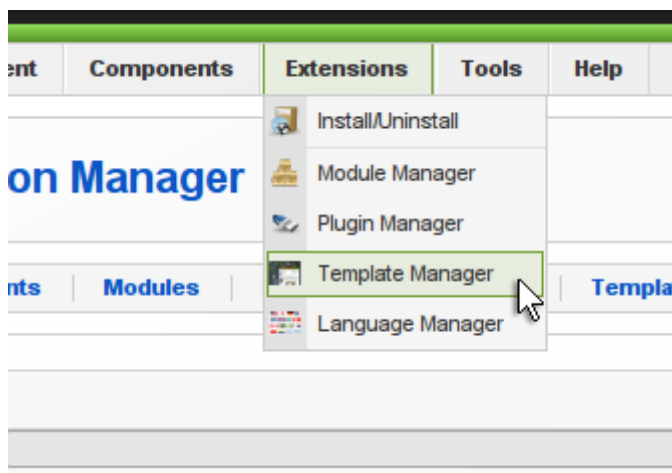 ent Components Extensions Tools Help
Install/Uninstall
on Manager
Module Manager
Plugin Manager
Template Manager
nts Modules Templa
Language Manager